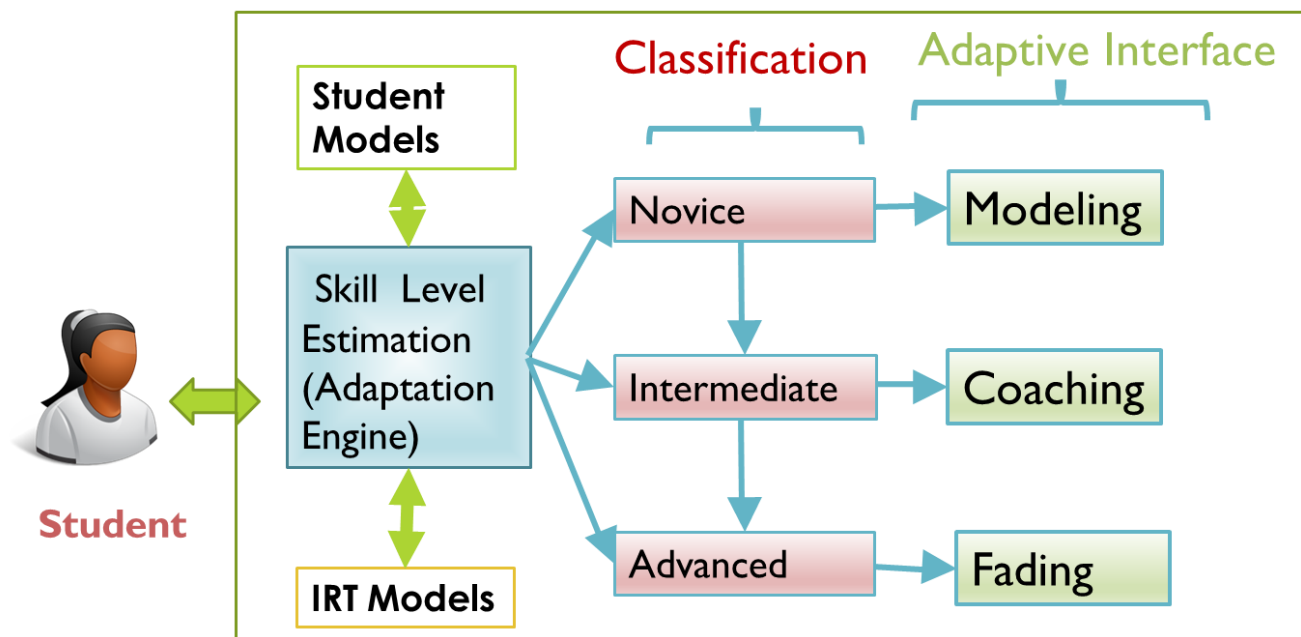 Classification
Adaptive Interface
Student
Models
Novice
Modeling
Skill Level
Estimation
(Adaptation
Engine)
Intermediate
Coaching
Student
IRT Models
Advanced
Fading